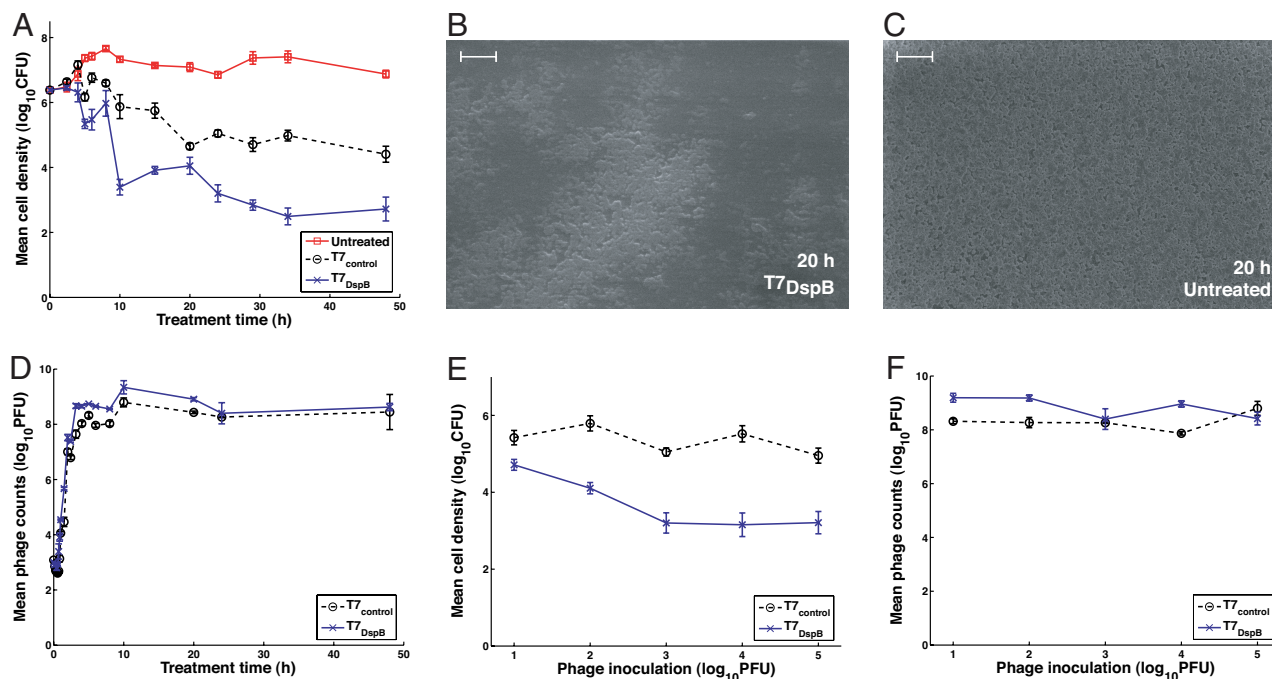 A
Mean cell density (log10CFU)
8
6
4
2
0
0 10 20 30 40 50
Treatment time (h)
Untreated
T7control
T7DspB
B
20 h
T7DspB
C
20 h
Untreated
D
Mean phage counts (log10PFU)
10
8
6
4
2
0
0 10 20 30 40 50
Treatment time (h)
T7control
T7DspB
E
Mean cell density (log10CFU)
6
4
2
0
1 2 3 4 5
Phage inoculation (log10PFU)
T7control
T7DspB
F
Mean phage counts (log10PFU)
10
8
6
4
2
0
1 2 3 4 5
Phage inoculation (log10PFU)
T7control
T7DspB